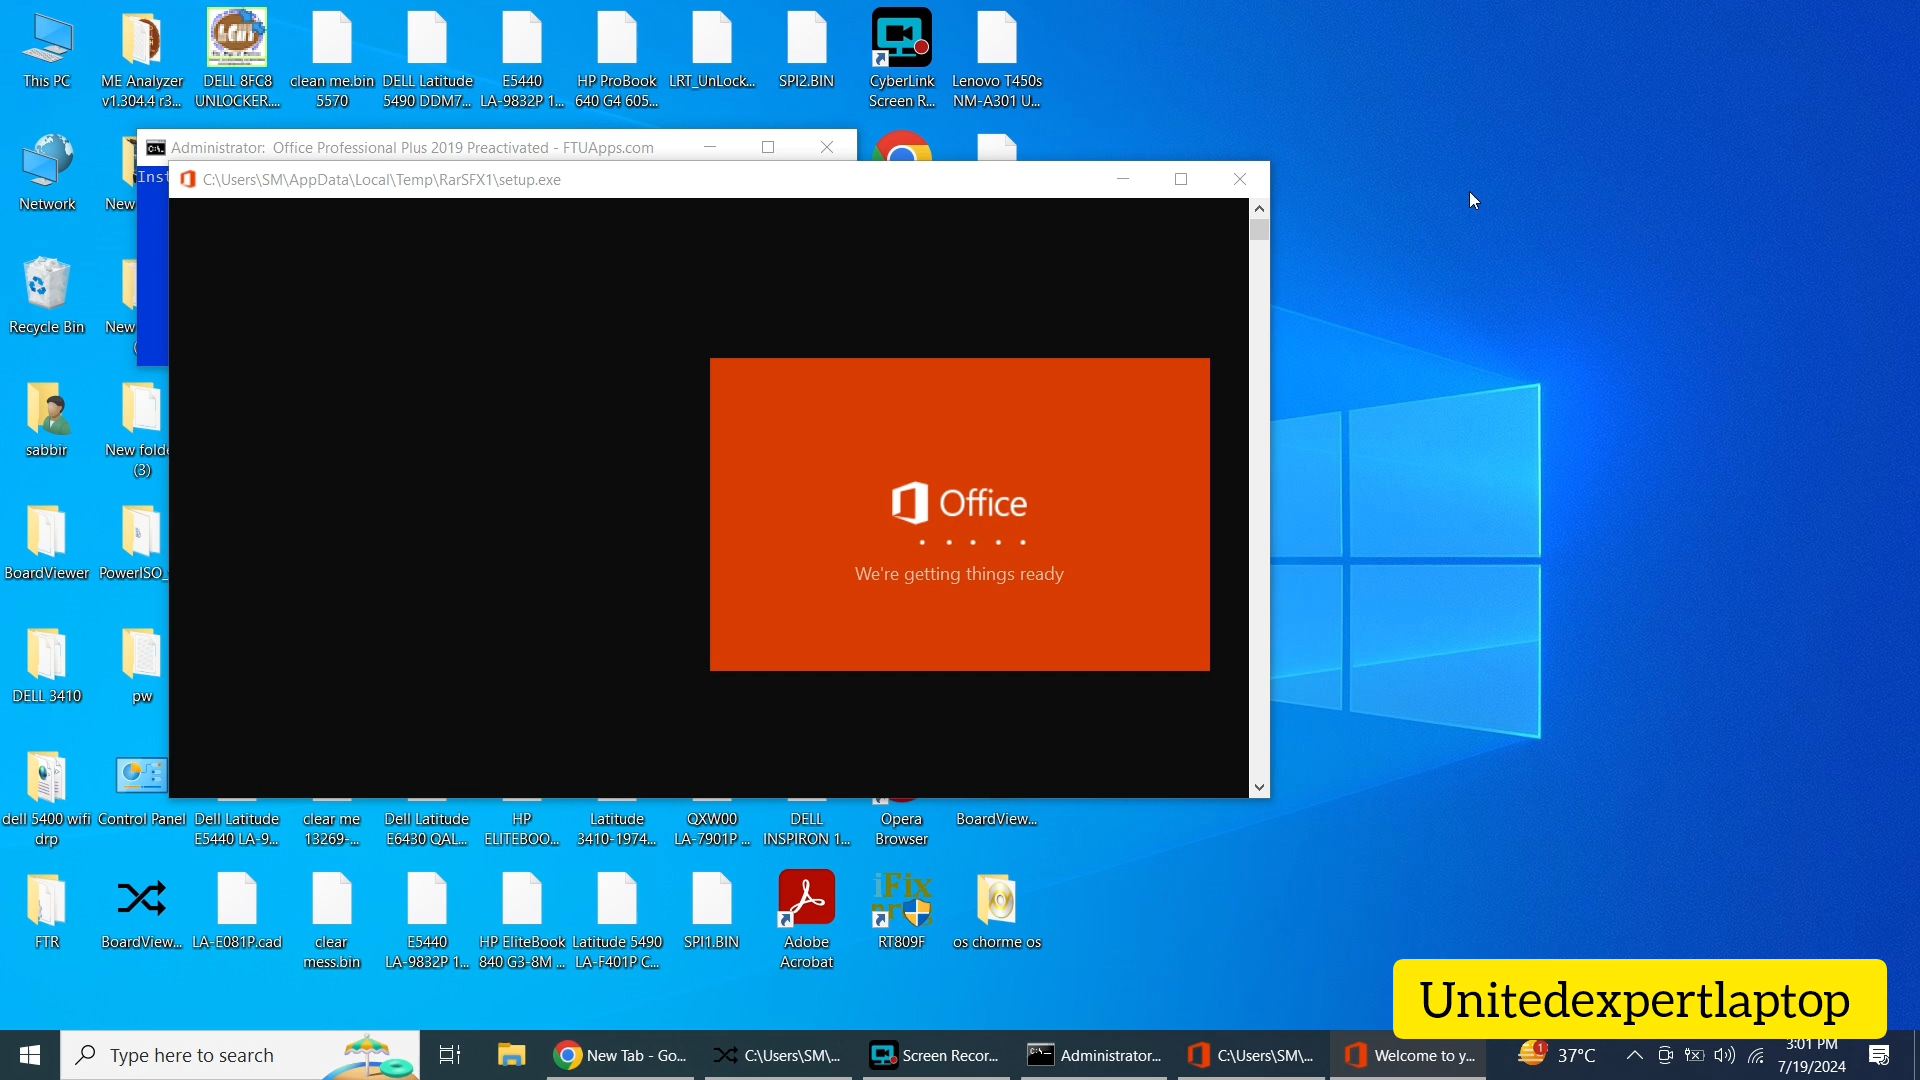 This PC
ME Analyzer
v1.304.4 r3...
DELL 8FC8
UNLOCKER....
clean me.bin
5570
DELL Latitude
5490 DDM7...
E5440
LA-9832P 1...
HP ProBook
640 G4 605...
LRT_UnLock...
SPI2.BIN
CyberLink
Screen R...
Lenovo T450s
NM-A301 U...
Administrator: Office Professional Plus 2019 Preactivated - FTUApps.com
Inst
C:\Users\SM\AppData\Local\Temp\RarSFX1\setup.exe
Network
New
Recycle Bin
New
sabbir
New folde
(3)
Office
We're getting things ready
BoardViewer
PowerISO_
DELL 3410
pw
dell 5400 wifi
drp
Control Panel
Dell Latitude
E5440 LA-9...
clear me
13269-...
Dell Latitude
E6430 QAL...
HP
ELITEBOO...
Latitude
3410-1974...
QXW00
LA-7901P ...
DELL
INSPIRON 1...
Opera
Browser
BoardView...
FTR
BoardView...
LA-E081P.cad
clear
mess.bin
E5440
LA-9832P 1...
HP EliteBook
840 G3-8M ...
Latitude 5490
LA-F401P C...
SPI1.BIN
Adobe
Acrobat
iFix
RT809F
os chorme os
Unitedexpertlaptop
Type here to search
New Tab - Go...
C:\Users\SM\...
Screen Recor...
Administrator...
C:\Users\SM\...
Welcome to y...
1
37°C
3:01 PM
7/19/2024